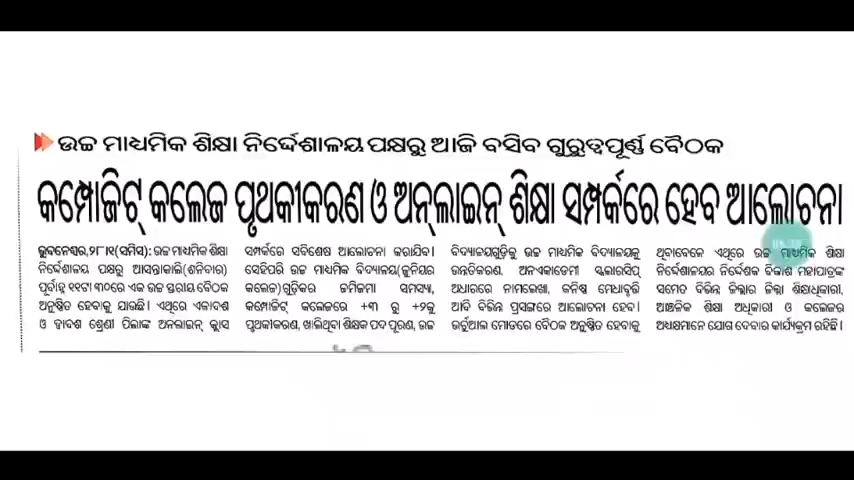 ଉଚ୍ଚ ମାଧ୍ୟମିକ ଶିକ୍ଷା ନିର୍ଦ୍ଦେଶାଳୟ ପକ୍ଷରୁ ଆଜି ବସିବ ଗୁରୁତ୍ୱପୂର୍ଣ୍ଣ ବୈଠକ
କମ୍ପୋଜିଟ୍ କଲେଜ ପୃଥକୀକରଣ ଓ ଅନ୍‌ଲାଇନ୍ ଶିକ୍ଷା ସମ୍ପର୍କରେ ହେବ ଆଲୋଚନା
ଭୁବନେଶ୍ୱର,୨୮ା୧(ସମିସ): ଉଚ୍ଚ ମାଧ୍ୟମିକ ଶିକ୍ଷା
ନିର୍ଦ୍ଦେଶାଳୟ ପକ୍ଷରୁ ଆସନ୍ତାକାଲି(ଶନିବାର)
ପୂର୍ବାହ୍ନ ୧୧ଟା ୩୦ରେ ଏକ ଉଚ୍ଚ ସ୍ତରୀୟ ବୈଠକ
ଅନୁଷ୍ଠିତ ହେବାକୁ ଯାଉଛି। ଏଥିରେ ଏକାଦଶ
ଓ ଦ୍ୱାଦଶ ଶ୍ରେଣୀ ପିଲାଙ୍କ ଅନଲାଇନ୍ କ୍ଲାସ
ସମ୍ପର୍କରେ ସବିଶେଷ ଆଲୋଚନା କରାଯିବ।
ସେହିପରି ଉଚ୍ଚ ମାଧ୍ୟମିକ ବିଦ୍ୟାଳୟ(ଜୁନିୟର
କଲେଜ)ଗୁଡ଼ିକର ଜମିଜମା ସମସ୍ୟା,
କମ୍ପୋଜିଟ୍ କଲେଜରେ +୩ ରୁ +୨କୁ
ପୃଥକୀକରଣ, ଖାଲିଥିବା ଶିକ୍ଷକ ପଦ ପୂରଣ, ଉଚ୍ଚ
ବିଦ୍ୟାଳୟଗୁଡ଼ିକୁ ଉଚ୍ଚ ମାଧ୍ୟମିକ ବିଦ୍ୟାଳୟକୁ
ଉନ୍ନତିକରଣ, ଅନଏକାଡେମୀ ସ୍କଲାରସିପ୍
ଅଧାରରେ ନାମଲେଖା, କନିଷ୍ଠ ମେଧାବୃତ୍ତି
ଆଦି ବିଭିନ୍ନ ପ୍ରସଙ୍ଗରେ ଆଲୋଚନା ହେବ।
ଭର୍ଚୁଆଲ ମୋଡରେ ବୈଠକ ଅନୁଷ୍ଠିତ ହେବାକୁ
ଥିବାବେଳେ ଏଥିରେ ଉଚ୍ଚ ମାଧ୍ୟମିକ ଶିକ୍ଷା
ନିର୍ଦ୍ଦେଶାଳୟର ନିର୍ଦ୍ଦେଶକ ବିକାଶ ମହାପାତ୍ରଙ୍କ
ସମେତ ବିଭିନ୍ନ ଜିଲ୍ଲାର ଜିଲ୍ଲା ଶିକ୍ଷାଧିକାରୀ,
ଆଞ୍ଚଳିକ ଶିକ୍ଷା ଅଧିକାରୀ ଓ କଲେଜର
ଅଧ୍ୟକ୍ଷମାନେ ଯୋଗ ଦେବାର କାର୍ଯ୍ୟକ୍ରମ ରହିଛି।